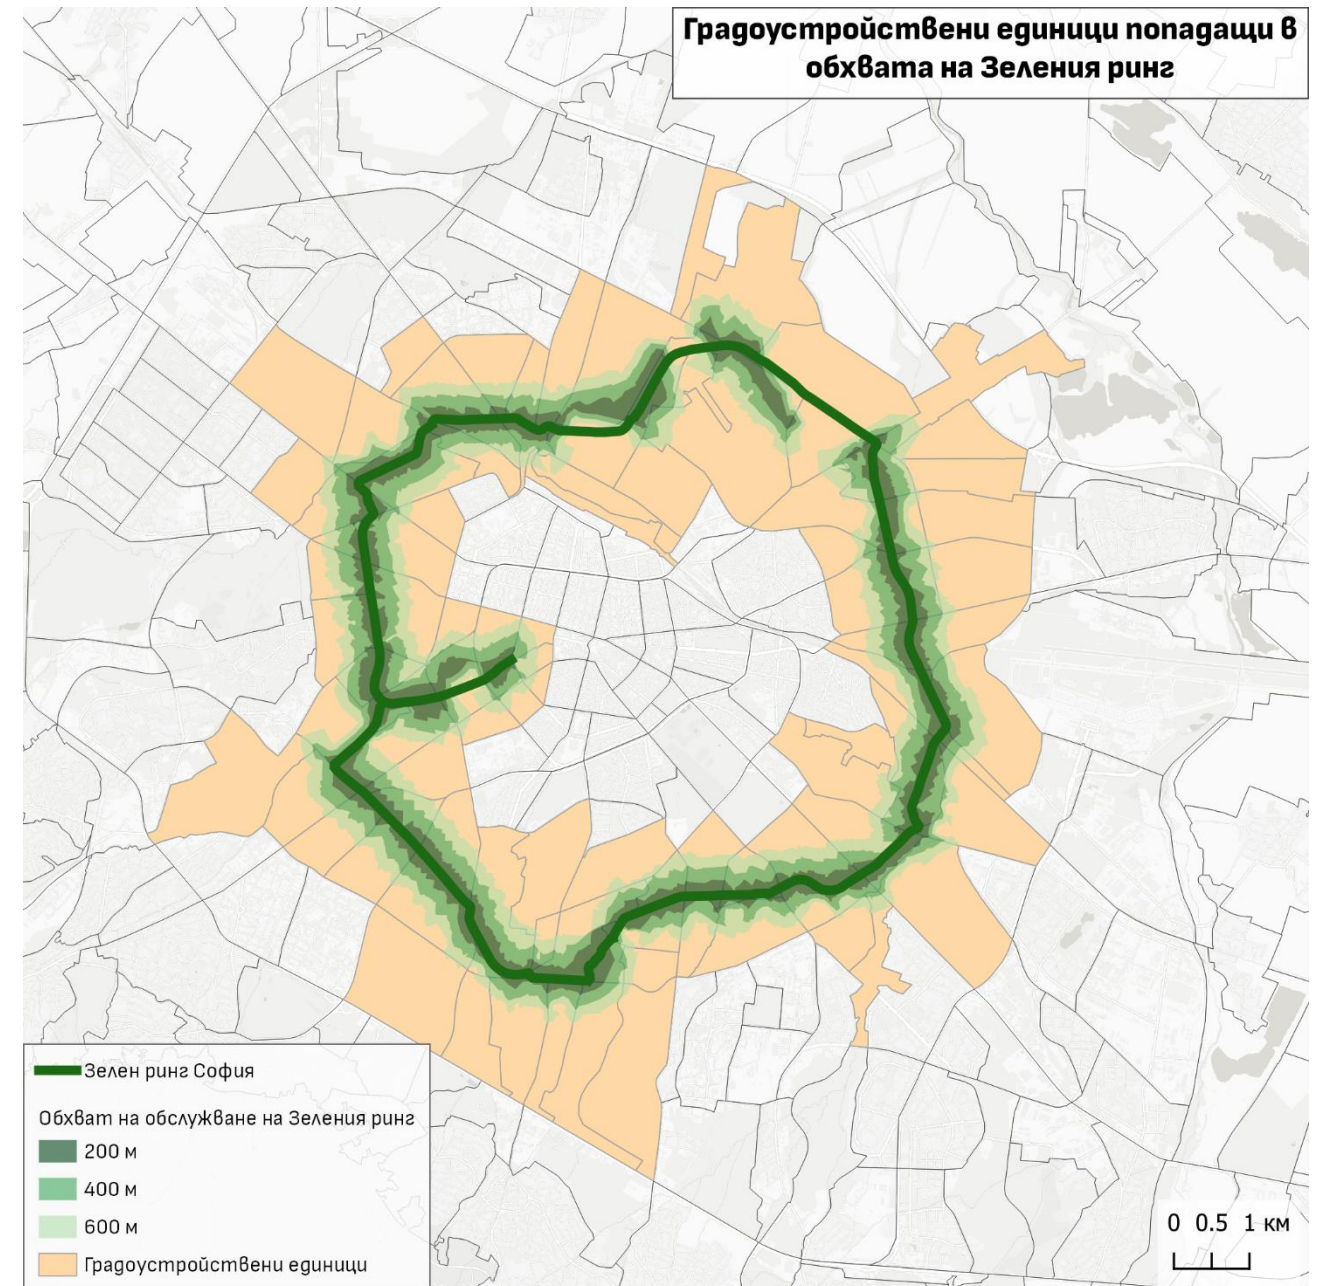 Градоустройствени единици попадащи в
обхвата на Зеления ринг
Зелен ринг София
Обхват на обслужване на Зеления ринг
200 м
400 м
600 м
Градоустройствени единици
0 0.5 1 км